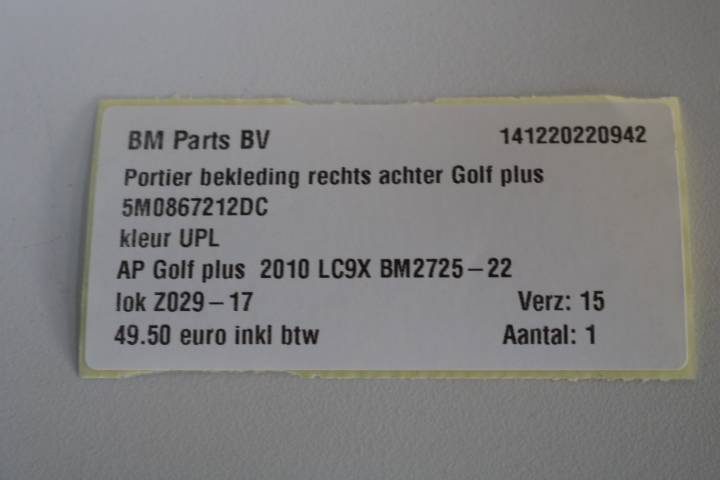 BM Parts BV 141220220942
Portier bekleding rechts achter Golf plus
5M0867212DC
kleur UPL
AP Golf plus 2010 LC9X BM2725-22
lok Z029-17 Verz: 15
49.50 euro inkl btw Aantal: 1